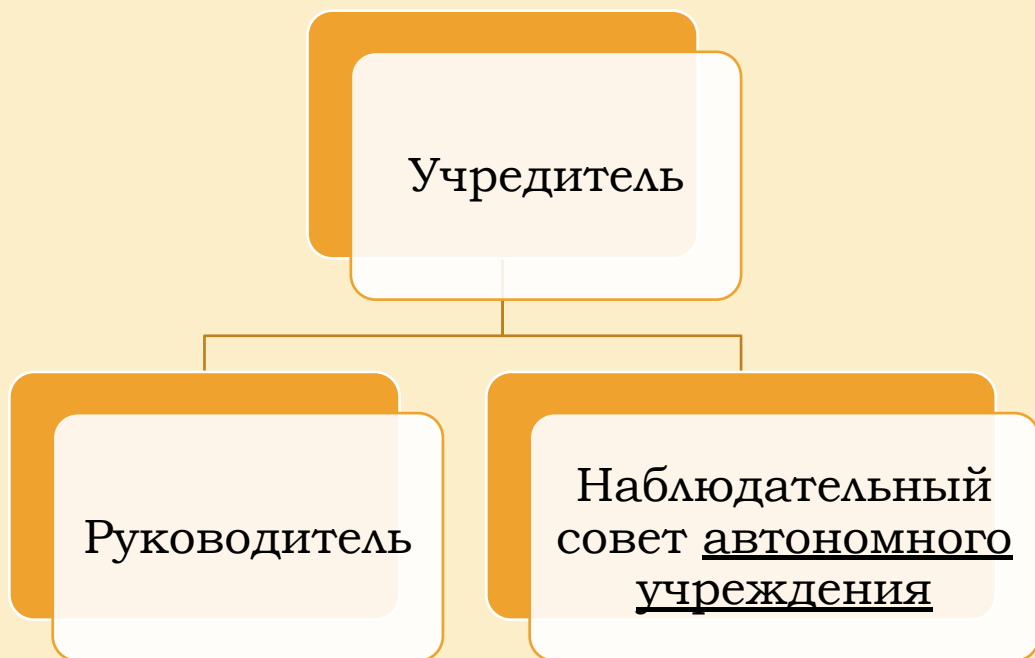 Учредитель
Руководитель
Наблюдательный
совет автономного
учреждения